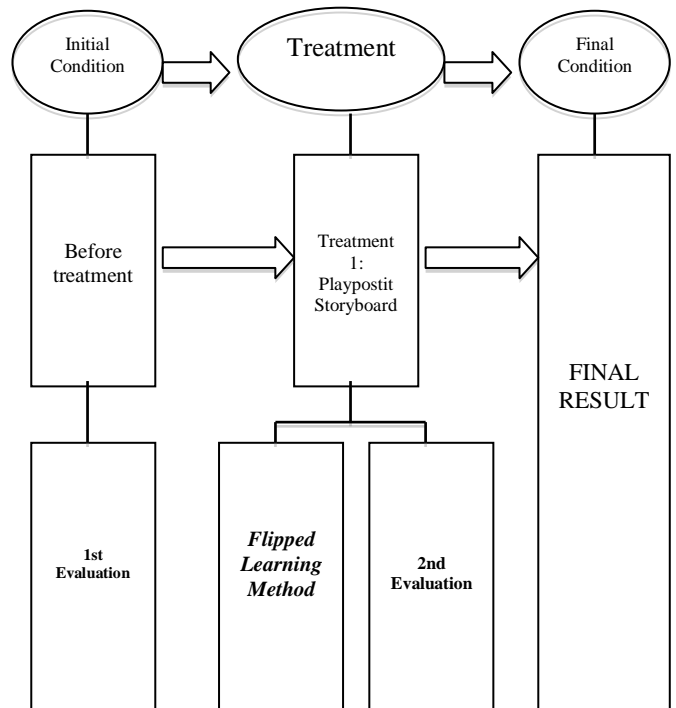 Initial
Condition
Treatment
Final
Condition
Before
treatment
Treatment
1:
Playpostit
Storyboard
FINAL
RESULT
1st
Evaluation
Flipped
Learning
Method
2nd
Evaluation